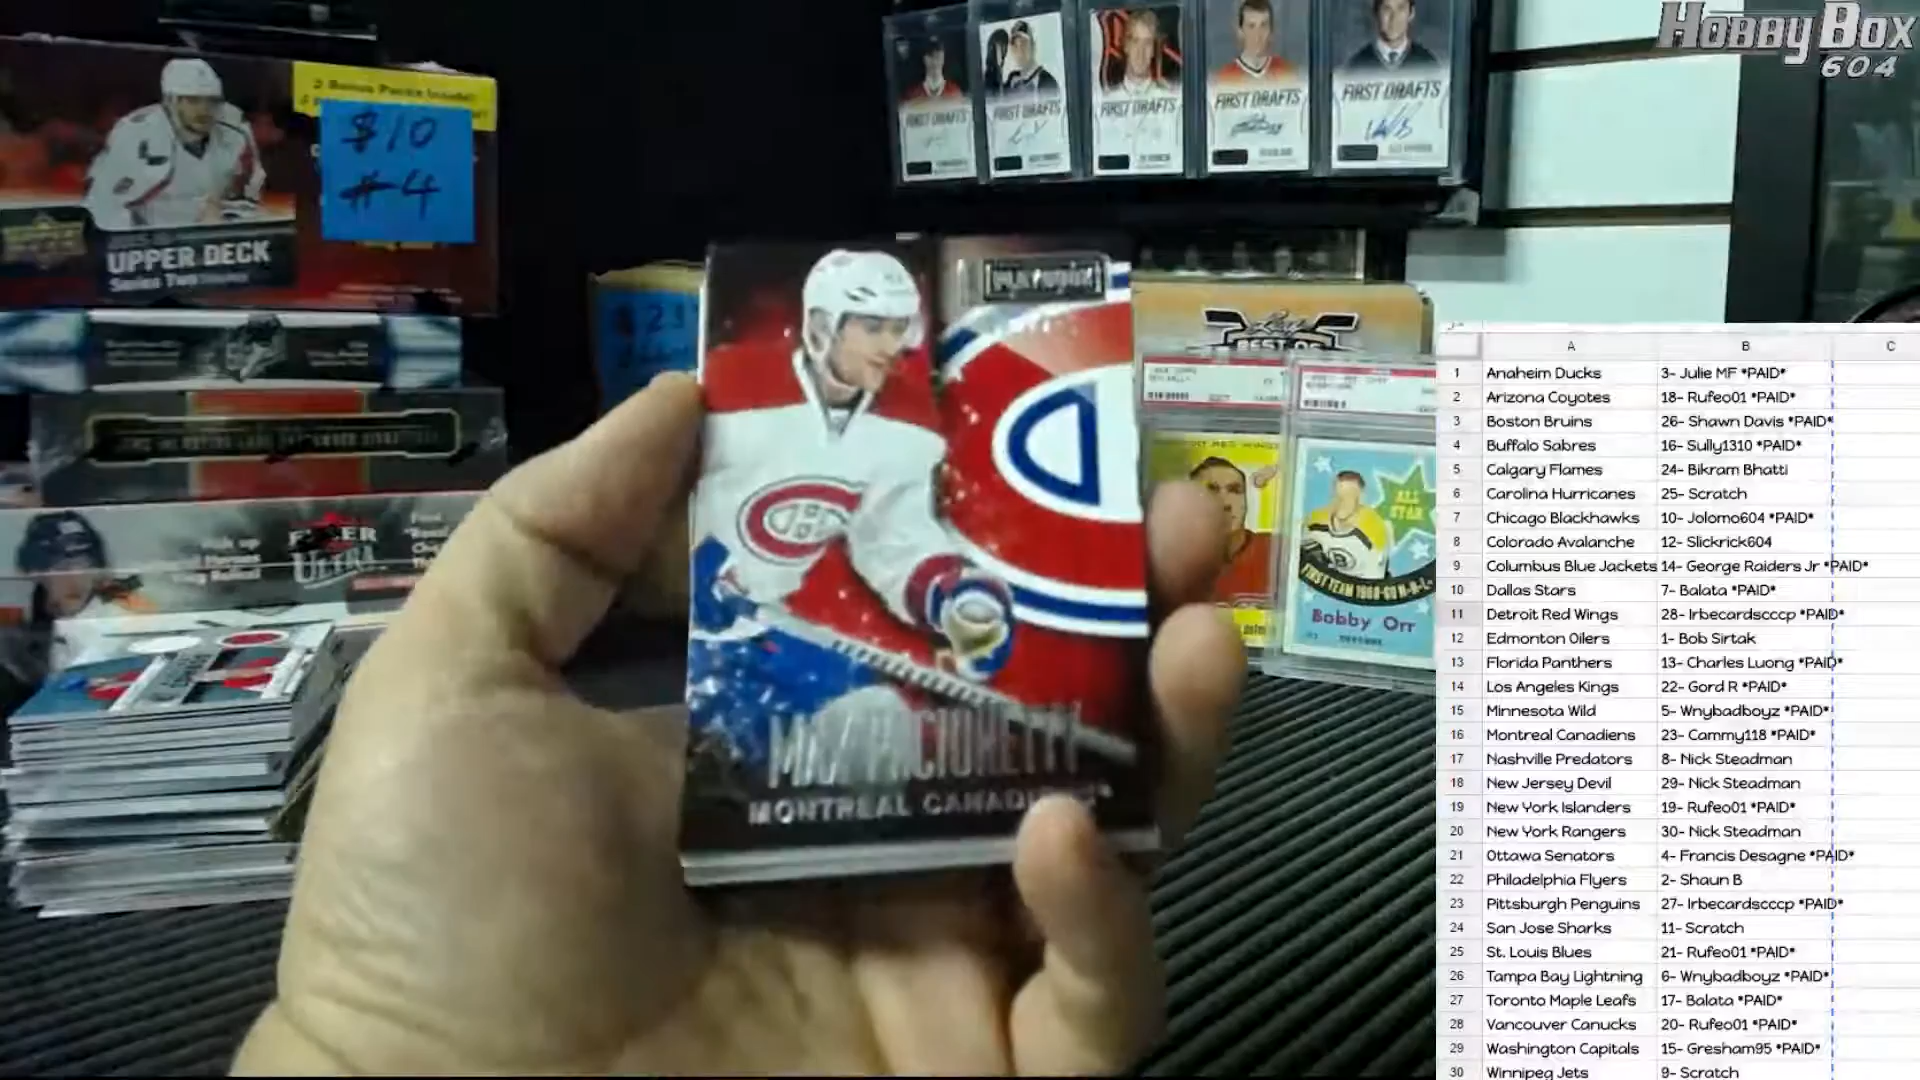 HobbyBox
604
2 Bonus Packs Inside!
$10
#4
UPPER DECK
Series Two
FIRST DRAFTS
FIRST DRAFTS
FIRST DRAFTS
FIRST DRAFTS
FIRST DRAFTS
BEST OF
ULTRA
ALL
STAR
Bobby Orr
MAX PACIORETTY
MONTREAL CANADIENS
A B C
1 Anaheim Ducks 3- Julie MF *PAID*
2 Arizona Coyotes 18- Rufeo01 *PAID*
3 Boston Bruins 26- Shawn Davis *PAID*
4 Buffalo Sabres 16- Sully1310 *PAID*
5 Calgary Flames 24- Bikram Bhatti
6 Carolina Hurricanes 25- Scratch
7 Chicago Blackhawks 10- Jolomo604 *PAID*
8 Colorado Avalanche 12- Slickrick604
9 Columbus Blue Jackets 14- George Raiders Jr *PAID*
10 Dallas Stars 7- Balata *PAID*
11 Detroit Red Wings 28- Irbecardscccp *PAID*
12 Edmonton Oilers 1- Bob Sirtak
13 Florida Panthers 13- Charles Luong *PAID*
14 Los Angeles Kings 22- Gord R *PAID*
15 Minnesota Wild 5- Wnybadboyz *PAID*
16 Montreal Canadiens 23- Cammy118 *PAID*
17 Nashville Predators 8- Nick Steadman
18 New Jersey Devil 29- Nick Steadman
19 New York Islanders 19- Rufeo01 *PAID*
20 New York Rangers 30- Nick Steadman
21 Ottawa Senators 4- Francis Desagne *PAID*
22 Philadelphia Flyers 2- Shaun B
23 Pittsburgh Penguins 27- Irbecardscccp *PAID*
24 San Jose Sharks 11- Scratch
25 St. Louis Blues 21- Rufeo01 *PAID*
26 Tampa Bay Lightning 6- Wnybadboyz *PAID*
27 Toronto Maple Leafs 17- Balata *PAID*
28 Vancouver Canucks 20- Rufeo01 *PAID*
29 Washington Capitals 15- Gresham95 *PAID*
30 Winnipeg Jets 9- Scratch